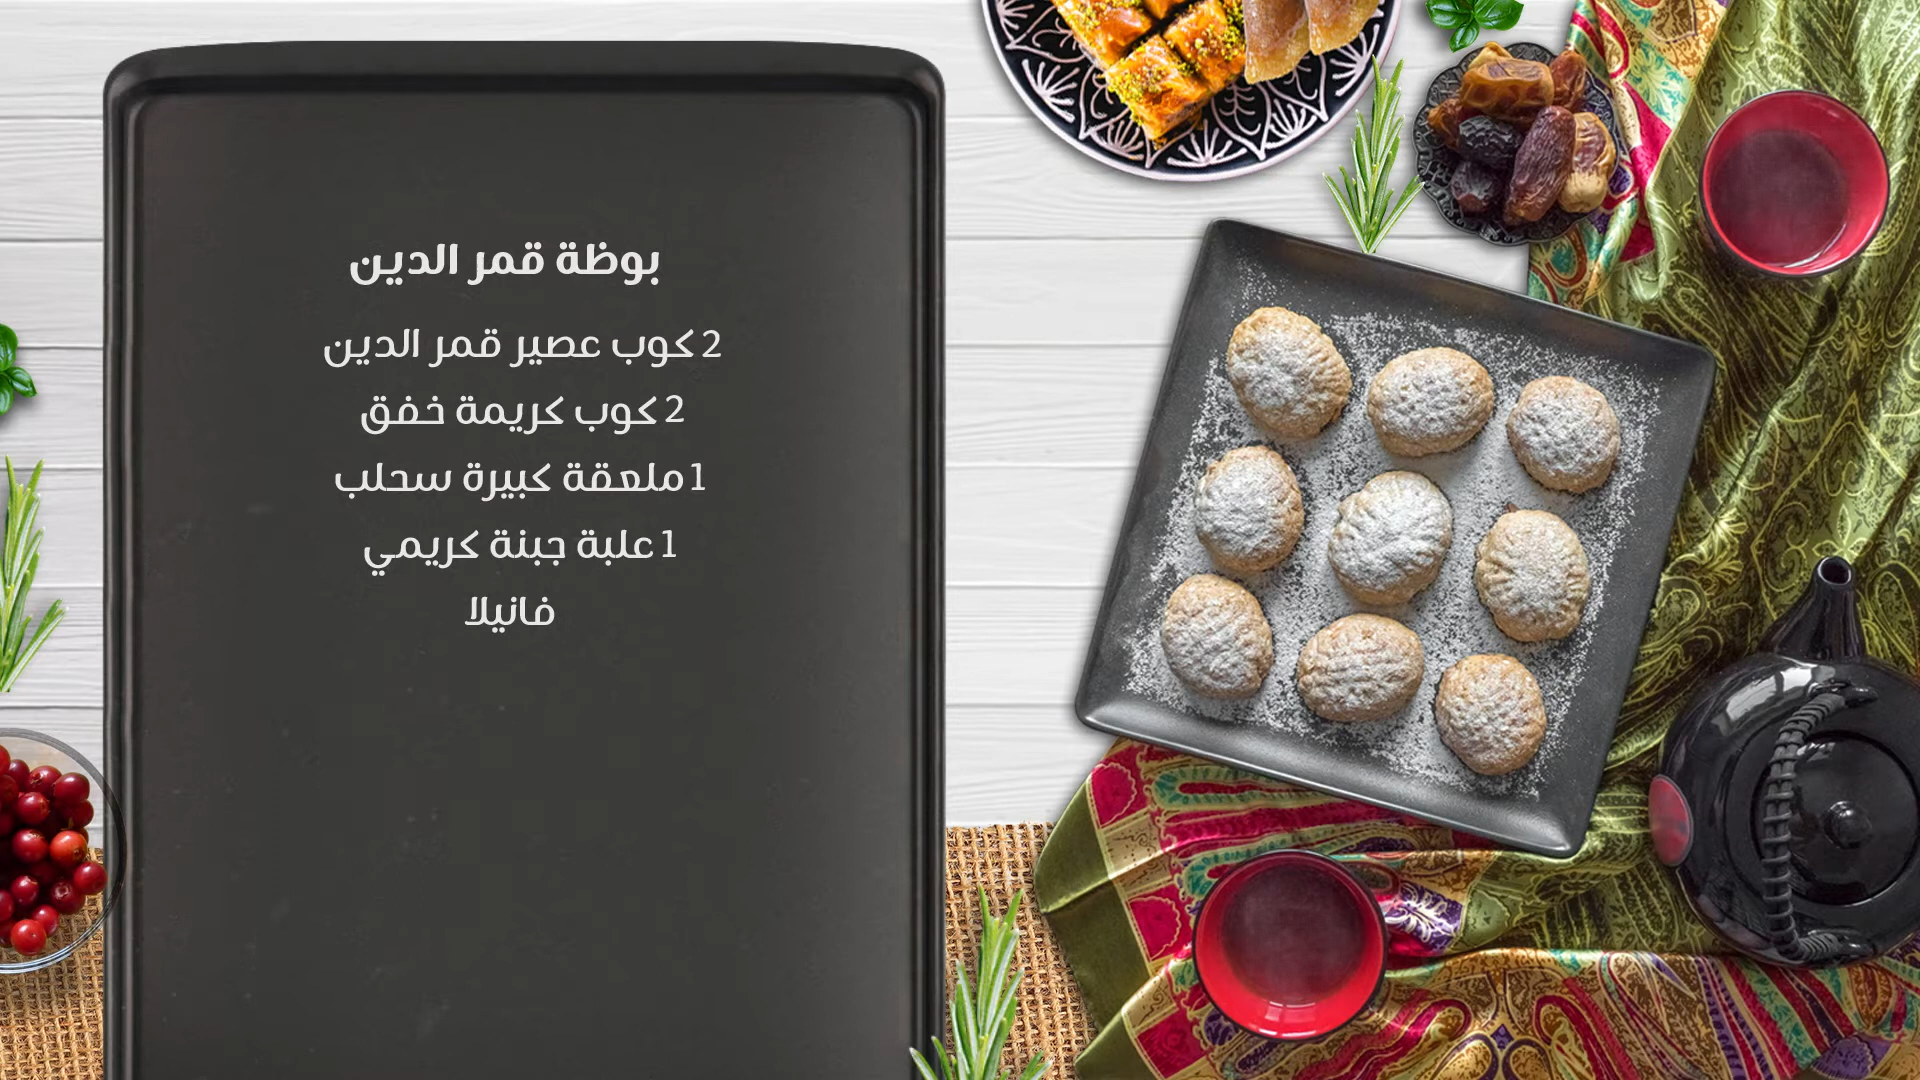 بوظة قمر الدين
2 كوب عصير قمر الدين
2 كوب كريمة خفق
1 ملعقة كبيرة سحلب
1 علبة جبنة كريمي
فانيلا